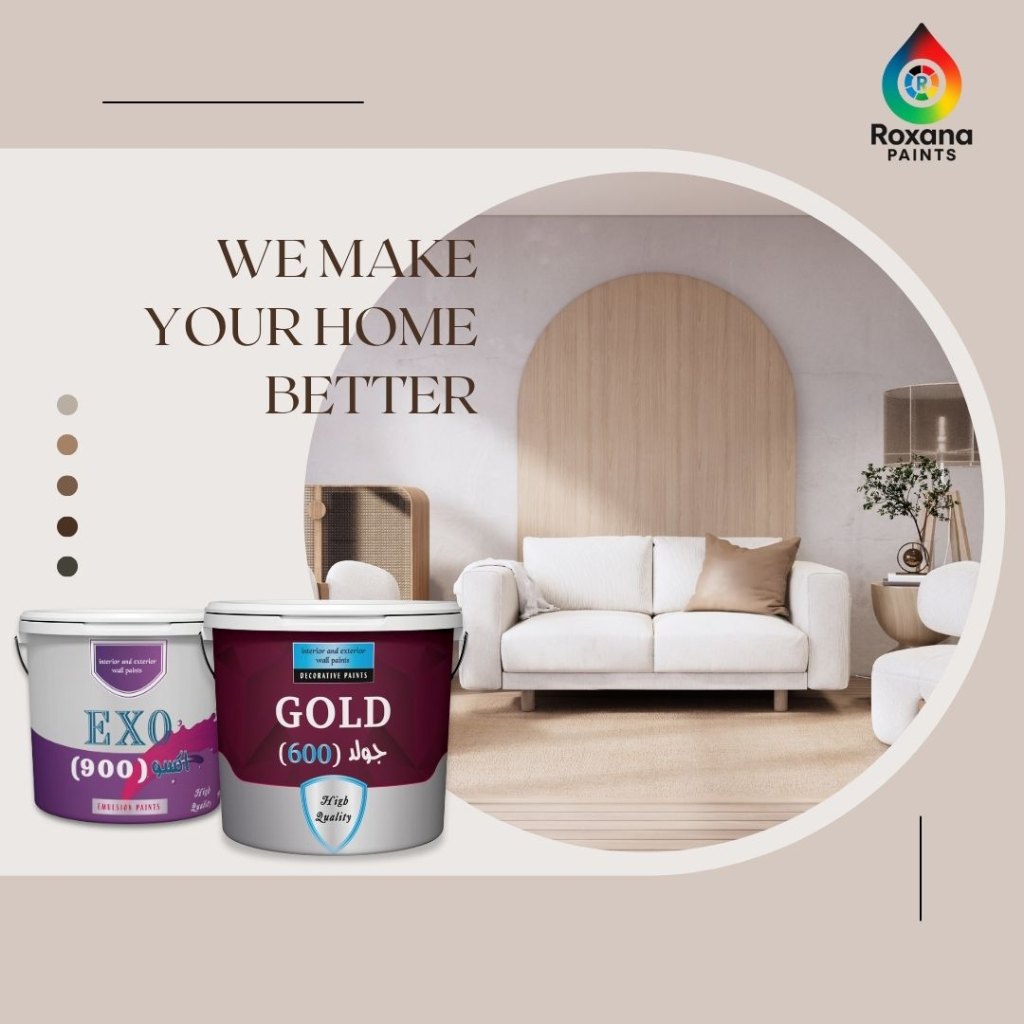 R
Roxana
PAINTS
WE MAKE
YOUR HOME
BETTER
interior and exterior
wall paints
EXO
(900) اكسو
EMULSION PAINTS
High
Quality
interior and exterior
wall paints
DECORATIVE PAINTS
GOLD
(600) جولد
High
Quality